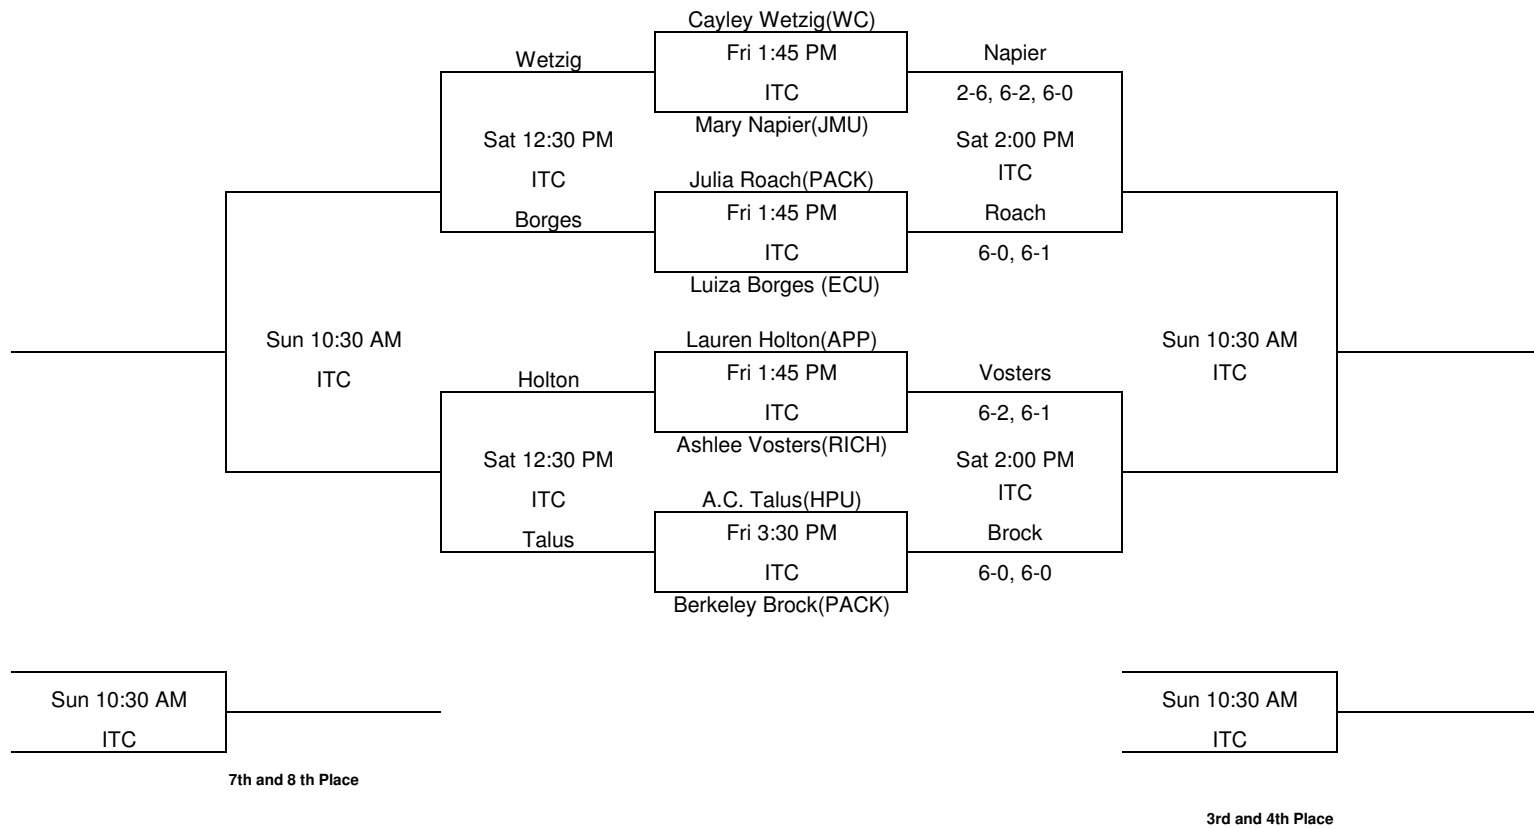 Cayley Wetzig(WC)
Wetzig
Fri 1:45 PM
Napier
ITC
2-6, 6-2, 6-0
Mary Napier(JMU)
Sat 12:30 PM
Sat 2:00 PM
ITC
Julia Roach(PACK)
ITC
Borges
Fri 1:45 PM
Roach
ITC
6-0, 6-1
Luiza Borges (ECU)
Sun 10:30 AM
Lauren Holton(APP)
Sun 10:30 AM
ITC
Holton
Fri 1:45 PM
Vosters
ITC
ITC
6-2, 6-1
Ashlee Vosters(RICH)
Sat 12:30 PM
Sat 2:00 PM
ITC
A.C. Talus(HPU)
ITC
Talus
Fri 3:30 PM
Brock
ITC
6-0, 6-0
Berkeley Brock(PACK)
Sun 10:30 AM
Sun 10:30 AM
ITC
ITC
7th and 8 th Place
3rd and 4th Place